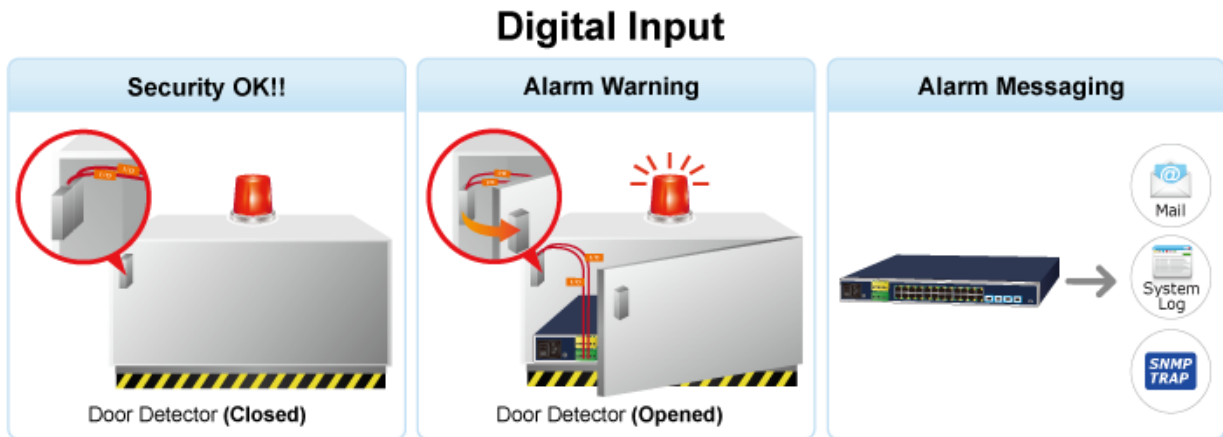 Digital Input
Security OK!!
Alarm Warning
Alarm Messaging
I/O
I/O
Mail
System
Log
SNMP
TRAP
Door Detector (Closed)
Door Detector (Opened)